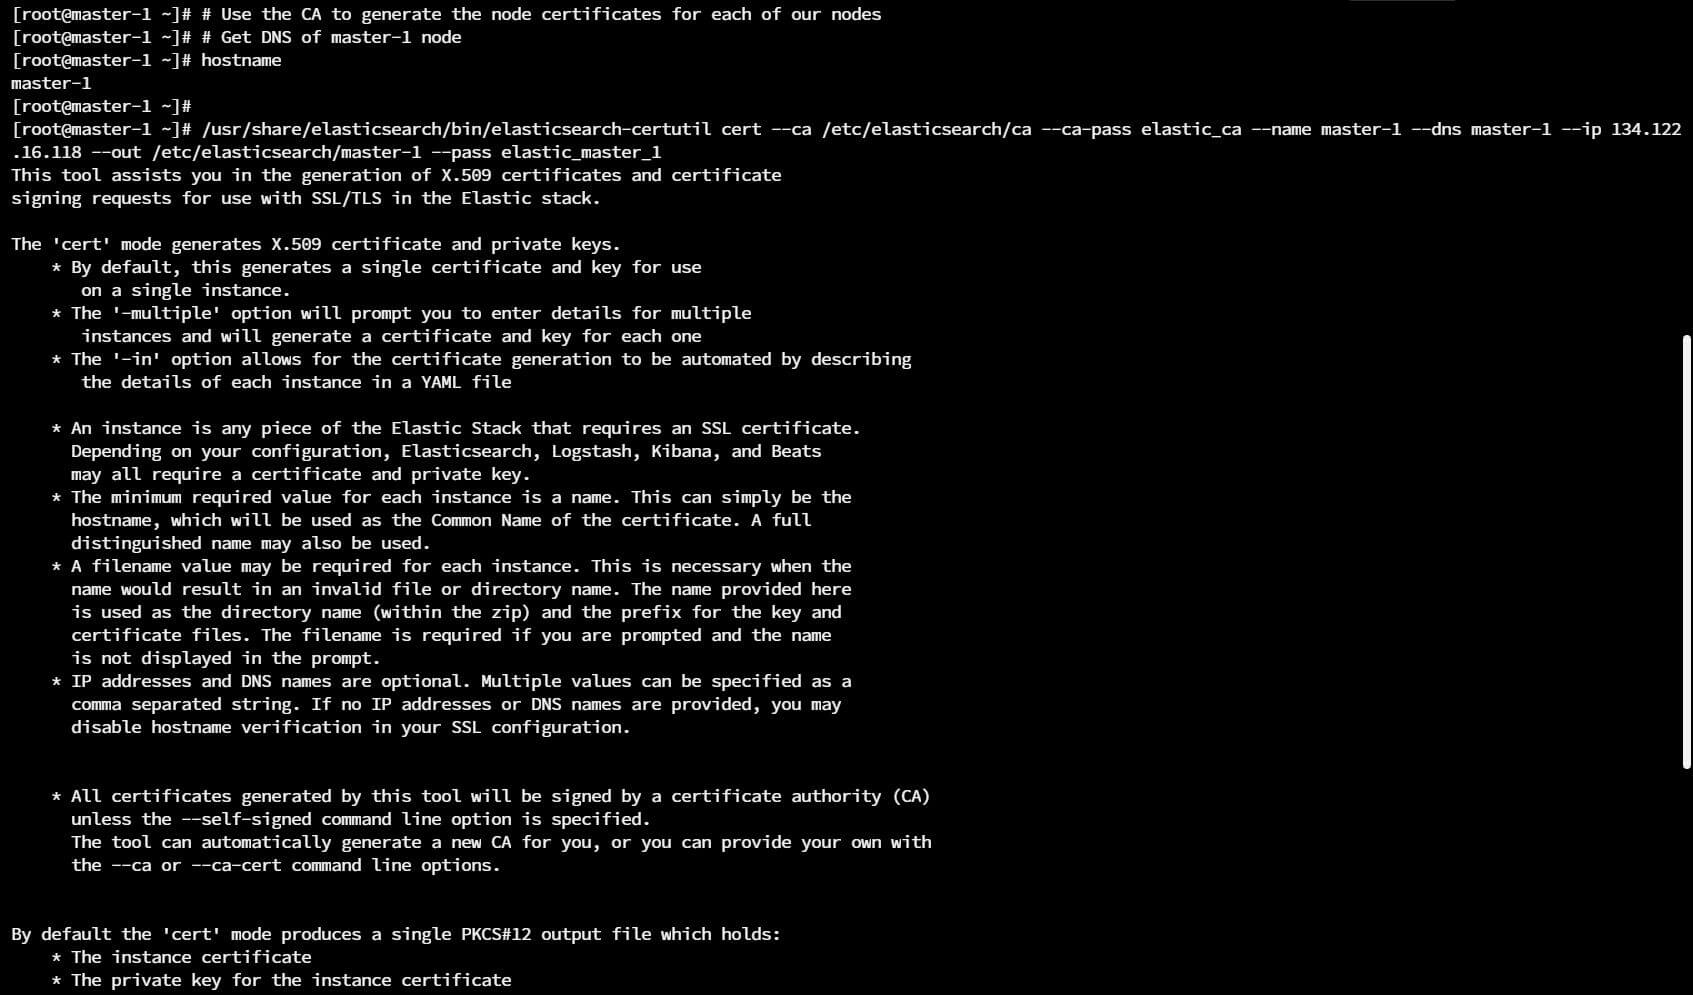 [root@master-1 ~]# # Use the CA to generate the node certificates for each of our nodes
[root@master-1 ~]# # Get DNS of master-1 node
[root@master-1 ~]# hostname
master-1
[root@master-1 ~]#
[root@master-1 ~]# /usr/share/elasticsearch/bin/elasticsearch-certutil cert --ca /etc/elasticsearch/ca --ca-pass elastic_ca --name master-1 --dns master-1 --ip 134.122
.16.118 --out /etc/elasticsearch/master-1 --pass elastic_master_1
This tool assists you in the generation of X.509 certificates and certificate
signing requests for use with SSL/TLS in the Elastic stack.

The 'cert' mode generates X.509 certificate and private keys.
    * By default, this generates a single certificate and key for use
       on a single instance.
    * The '-multiple' option will prompt you to enter details for multiple
       instances and will generate a certificate and key for each one
    * The '-in' option allows for the certificate generation to be automated by describing
       the details of each instance in a YAML file

    * An instance is any piece of the Elastic Stack that requires an SSL certificate.
      Depending on your configuration, Elasticsearch, Logstash, Kibana, and Beats
      may all require a certificate and private key.
    * The minimum required value for each instance is a name. This can simply be the
      hostname, which will be used as the Common Name of the certificate. A full
      distinguished name may also be used.
    * A filename value may be required for each instance. This is necessary when the
      name would result in an invalid file or directory name. The name provided here
      is used as the directory name (within the zip) and the prefix for the key and
      certificate files. The filename is required if you are prompted and the name
      is not displayed in the prompt.
    * IP addresses and DNS names are optional. Multiple values can be specified as a
      comma separated string. If no IP addresses or DNS names are provided, you may
      disable hostname verification in your SSL configuration.

    * All certificates generated by this tool will be signed by a certificate authority (CA)
      unless the --self-signed command line option is specified.
      The tool can automatically generate a new CA for you, or you can provide your own with
      the --ca or --ca-cert command line options.

By default the 'cert' mode produces a single PKCS#12 output file which holds:
    * The instance certificate
    * The private key for the instance certificate